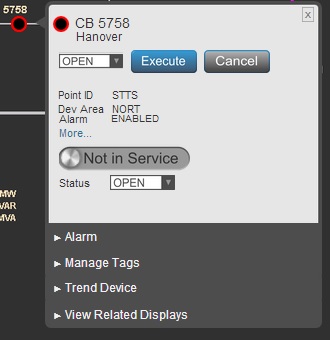 5758
CB 5758
Hanover
OPEN Execute Cancel
Point ID STTS
Dev Area NORT
Alarm ENABLED
More...
Not in Service
Status OPEN
MW
VAR
MVA
Alarm
Manage Tags
Trend Device
View Related Displays